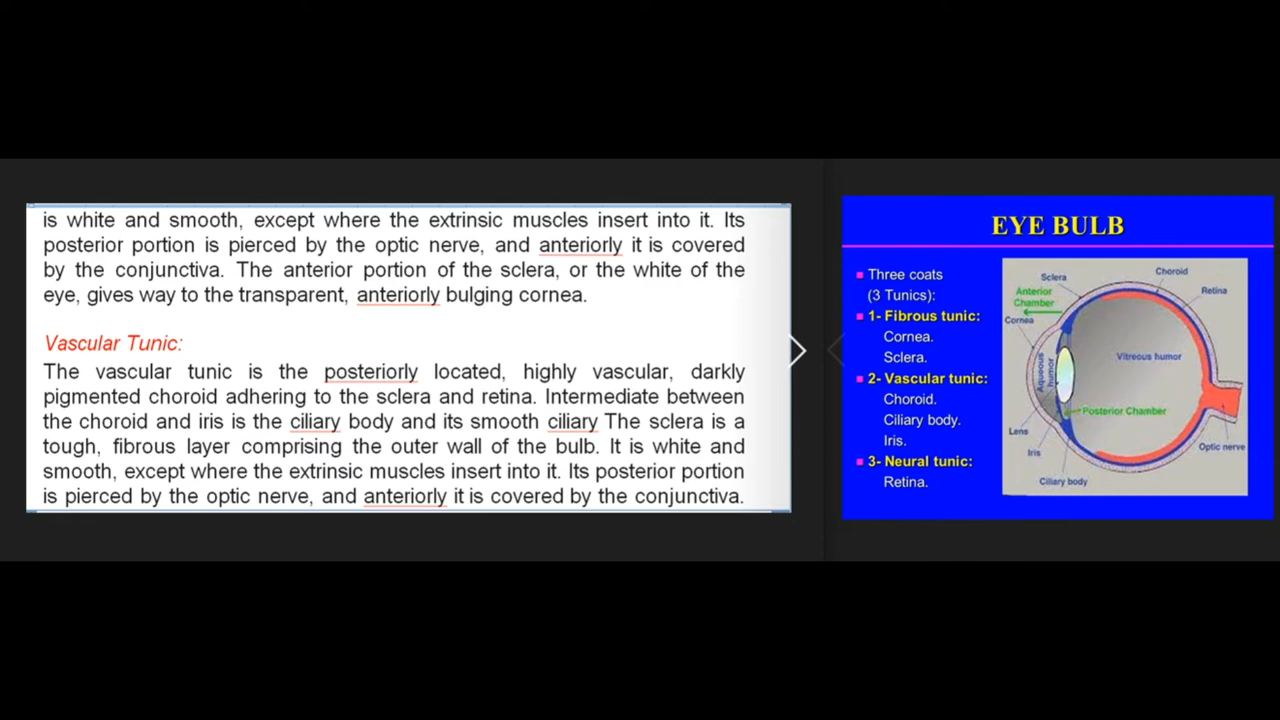 is white and smooth, except where the extrinsic muscles insert into it. Its
posterior portion is pierced by the optic nerve, and anteriorly it is covered
by the conjunctiva. The anterior portion of the sclera, or the white of the
eye, gives way to the transparent, anteriorly bulging cornea.
Vascular Tunic:
The vascular tunic is the posteriorly located, highly vascular, darkly
pigmented choroid adhering to the sclera and retina. Intermediate between
the choroid and iris is the ciliary body and its smooth ciliary The sclera is a
tough, fibrous layer comprising the outer wall of the bulb. It is white and
smooth, except where the extrinsic muscles insert into it. Its posterior portion
is pierced by the optic nerve, and anteriorly it is covered by the conjunctiva.
EYE BULB
Three coats
(3 Tunics):
1- Fibrous tunic:
Cornea.
Sclera.
2- Vascular tunic:
Choroid.
Ciliary body.
Iris.
3- Neural tunic:
Retina.
Sclera
Choroid
Retina
Anterior
Chamber
Cornea
Aqueous
humor
Vitreous humor
Posterior Chamber
Lens
Iris
Optic nerve
Ciliary body